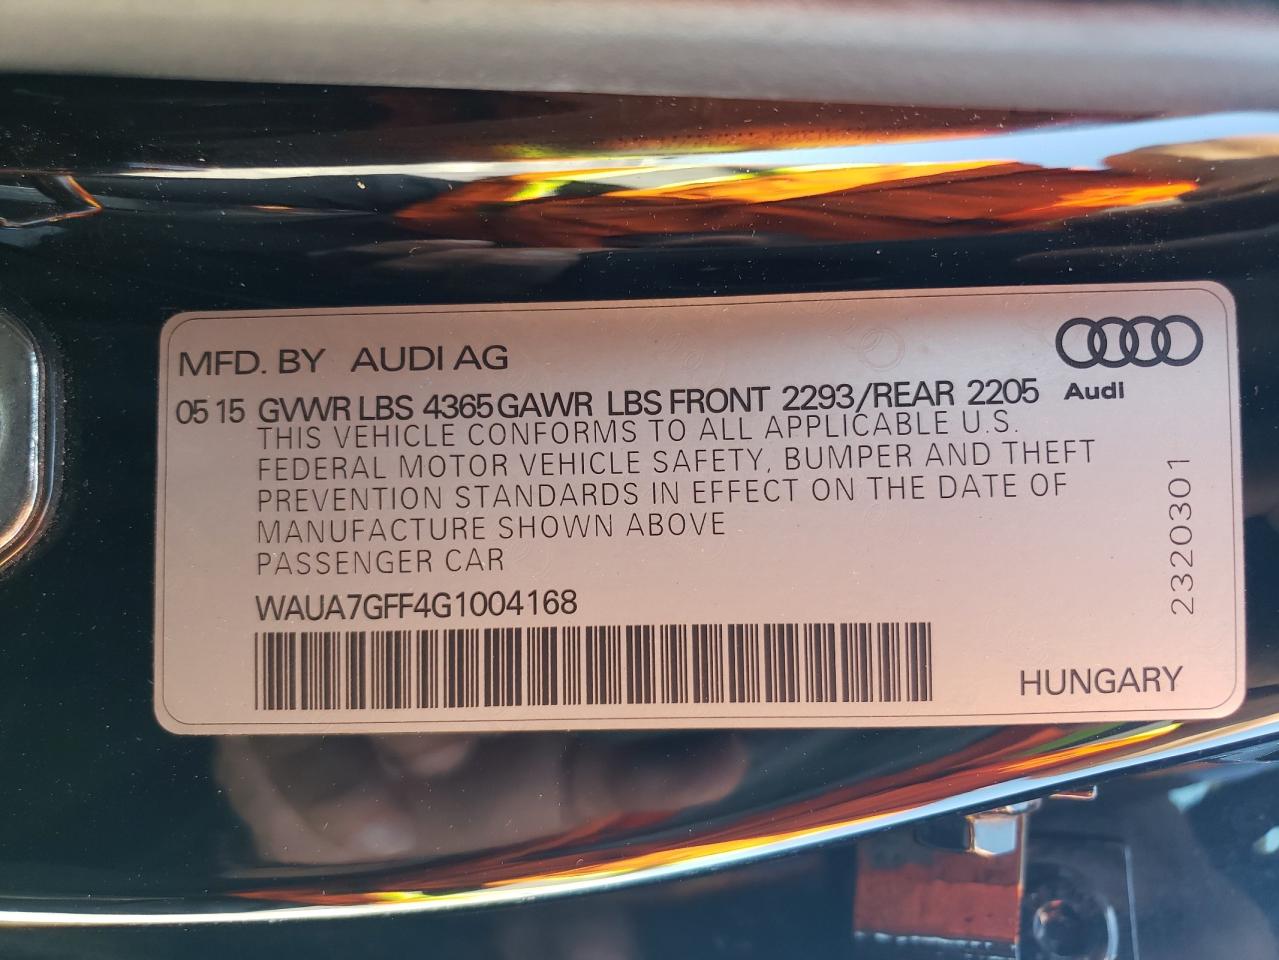 MFD. BY AUDI AG
Audi
05 15 GVWR LBS 4365 GAWR LBS FRONT 2293/REAR 2205
THIS VEHICLE CONFORMS TO ALL APPLICABLE U.S.
FEDERAL MOTOR VEHICLE SAFETY, BUMPER AND THEFT
PREVENTION STANDARDS IN EFFECT ON THE DATE OF
MANUFACTURE SHOWN ABOVE
PASSENGER CAR
WAUA7GFF4G1004168
2320301
HUNGARY